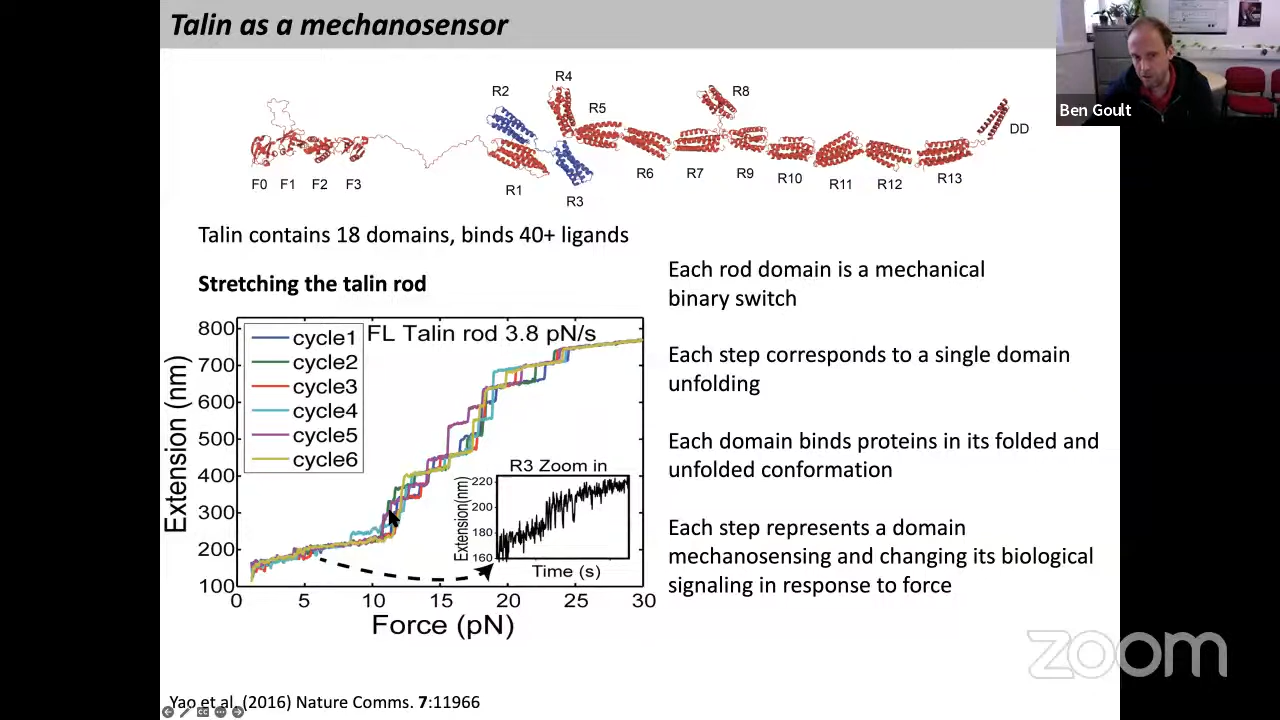 Talin as a mechanosensor
Ben Goult
R4
R2
R5
R8
DD
F0 F1 F2 F3
R1
R3
R6
R7
R9
R10
R11
R12
R13
Talin contains 18 domains, binds 40+ ligands
Stretching the talin rod
FL Talin rod 3.8 pN/s
cycle1
cycle2
cycle3
cycle4
cycle5
cycle6
Extension (nm)
800
700
600
500
400
300
200
100
0 5 10 15 20 25 30
Force (pN)
R3 Zoom in
Extension(nm)
220
200
180
160
Time (s)
Each rod domain is a mechanical
binary switch
Each step corresponds to a single domain
unfolding
Each domain binds proteins in its folded and
unfolded conformation
Each step represents a domain
mechanosensing and changing its biological
signaling in response to force
zoom
Yao et al. (2016) Nature Comms. 7:11966